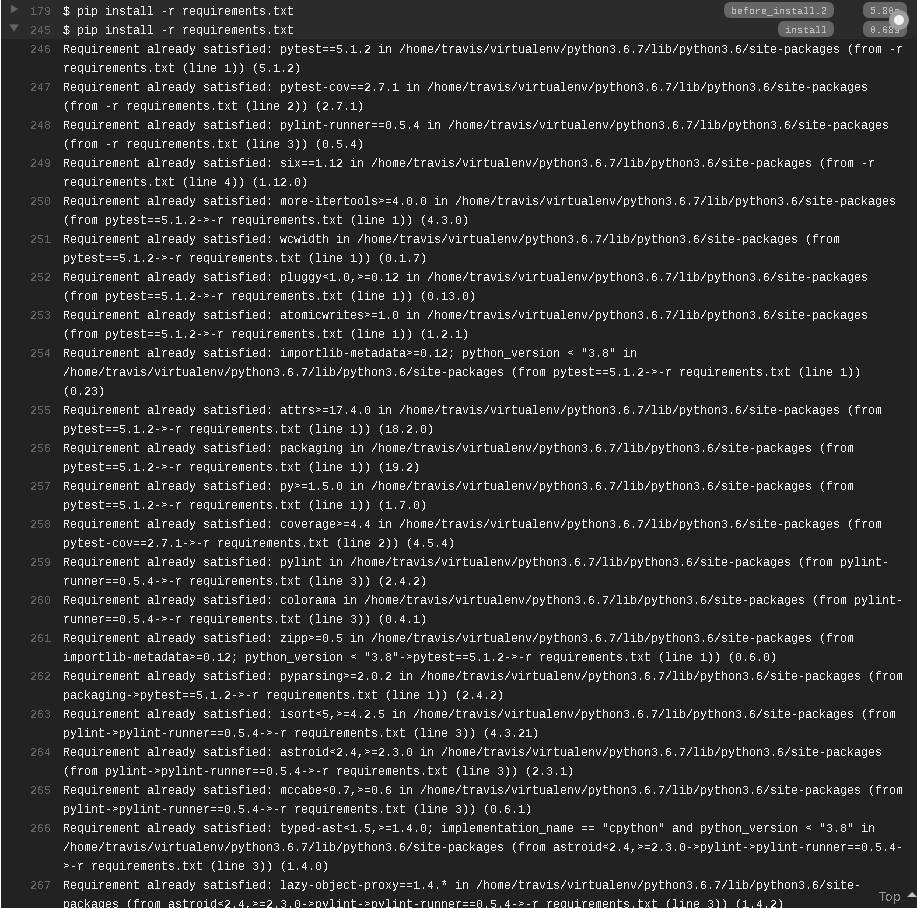 179 $ pip install -r requirements.txt before_install.2 5.80s
245 $ pip install -r requirements.txt install 0.68s
246 Requirement already satisfied: pytest==5.1.2 in /home/travis/virtualenv/python3.6.7/lib/python3.6/site-packages (from -r
requirements.txt (line 1)) (5.1.2)
247 Requirement already satisfied: pytest-cov==2.7.1 in /home/travis/virtualenv/python3.6.7/lib/python3.6/site-packages
(from -r requirements.txt (line 2)) (2.7.1)
248 Requirement already satisfied: pylint-runner==0.5.4 in /home/travis/virtualenv/python3.6.7/lib/python3.6/site-packages
(from -r requirements.txt (line 3)) (0.5.4)
249 Requirement already satisfied: six==1.12 in /home/travis/virtualenv/python3.6.7/lib/python3.6/site-packages (from -r
requirements.txt (line 4)) (1.12.0)
250 Requirement already satisfied: more-itertools>=4.0.0 in /home/travis/virtualenv/python3.6.7/lib/python3.6/site-packages
(from pytest==5.1.2->-r requirements.txt (line 1)) (4.3.0)
251 Requirement already satisfied: wcwidth in /home/travis/virtualenv/python3.6.7/lib/python3.6/site-packages (from
pytest==5.1.2->-r requirements.txt (line 1)) (0.1.7)
252 Requirement already satisfied: pluggy<1.0,>=0.12 in /home/travis/virtualenv/python3.6.7/lib/python3.6/site-packages
(from pytest==5.1.2->-r requirements.txt (line 1)) (0.13.0)
253 Requirement already satisfied: atomicwrites>=1.0 in /home/travis/virtualenv/python3.6.7/lib/python3.6/site-packages
(from pytest==5.1.2->-r requirements.txt (line 1)) (1.2.1)
254 Requirement already satisfied: importlib-metadata>=0.12; python_version < "3.8" in
/home/travis/virtualenv/python3.6.7/lib/python3.6/site-packages (from pytest==5.1.2->-r requirements.txt (line 1))
(0.23)
255 Requirement already satisfied: attrs>=17.4.0 in /home/travis/virtualenv/python3.6.7/lib/python3.6/site-packages (from
pytest==5.1.2->-r requirements.txt (line 1)) (18.2.0)
256 Requirement already satisfied: packaging in /home/travis/virtualenv/python3.6.7/lib/python3.6/site-packages (from
pytest==5.1.2->-r requirements.txt (line 1)) (19.2)
257 Requirement already satisfied: py>=1.5.0 in /home/travis/virtualenv/python3.6.7/lib/python3.6/site-packages (from
pytest==5.1.2->-r requirements.txt (line 1)) (1.7.0)
258 Requirement already satisfied: coverage>=4.4 in /home/travis/virtualenv/python3.6.7/lib/python3.6/site-packages (from
pytest-cov==2.7.1->-r requirements.txt (line 2)) (4.5.4)
259 Requirement already satisfied: pylint in /home/travis/virtualenv/python3.6.7/lib/python3.6/site-packages (from pylint-
runner==0.5.4->-r requirements.txt (line 3)) (2.4.2)
260 Requirement already satisfied: colorama in /home/travis/virtualenv/python3.6.7/lib/python3.6/site-packages (from pylint-
runner==0.5.4->-r requirements.txt (line 3)) (0.4.1)
261 Requirement already satisfied: zipp>=0.5 in /home/travis/virtualenv/python3.6.7/lib/python3.6/site-packages (from
importlib-metadata>=0.12; python_version < "3.8"->pytest==5.1.2->-r requirements.txt (line 1)) (0.6.0)
262 Requirement already satisfied: pyparsing>=2.0.2 in /home/travis/virtualenv/python3.6.7/lib/python3.6/site-packages (from
packaging->pytest==5.1.2->-r requirements.txt (line 1)) (2.4.2)
263 Requirement already satisfied: isort<5,>=4.2.5 in /home/travis/virtualenv/python3.6.7/lib/python3.6/site-packages (from
pylint->pylint-runner==0.5.4->-r requirements.txt (line 3)) (4.3.21)
264 Requirement already satisfied: astroid<2.4,>=2.3.0 in /home/travis/virtualenv/python3.6.7/lib/python3.6/site-packages
(from pylint->pylint-runner==0.5.4->-r requirements.txt (line 3)) (2.3.1)
265 Requirement already satisfied: mccabe<0.7,>=0.6 in /home/travis/virtualenv/python3.6.7/lib/python3.6/site-packages (from
pylint->pylint-runner==0.5.4->-r requirements.txt (line 3)) (0.6.1)
266 Requirement already satisfied: typed-ast<1.5,>=1.4.0; implementation_name == "cpython" and python_version < "3.8" in
/home/travis/virtualenv/python3.6.7/lib/python3.6/site-packages (from astroid<2.4,>=2.3.0->pylint->pylint-runner==0.5.4-
>-r requirements.txt (line 3)) (1.4.0)
267 Requirement already satisfied: lazy-object-proxy==1.4.* in /home/travis/virtualenv/python3.6.7/lib/python3.6/site-
packages (from astroid<2.4,>=2.3.0->pylint->pylint-runner==0.5.4->-r requirements.txt (line 3)) (1.4.2)
Top